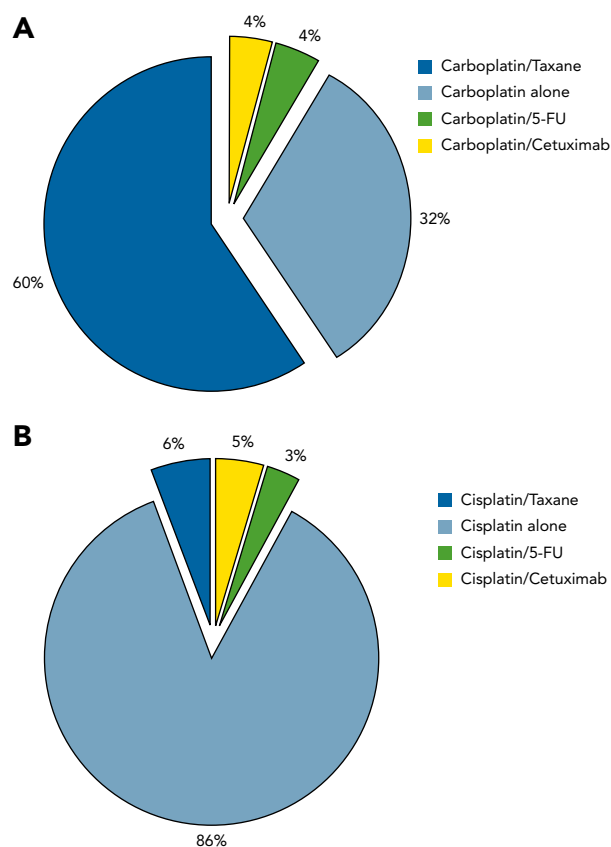 A
4%
4%
Carboplatin/Taxane
Carboplatin alone
Carboplatin/5-FU
Carboplatin/Cetuximab
32%
60%
B
6%
5%
3%
Cisplatin/Taxane
Cisplatin alone
Cisplatin/5-FU
Cisplatin/Cetuximab
86%